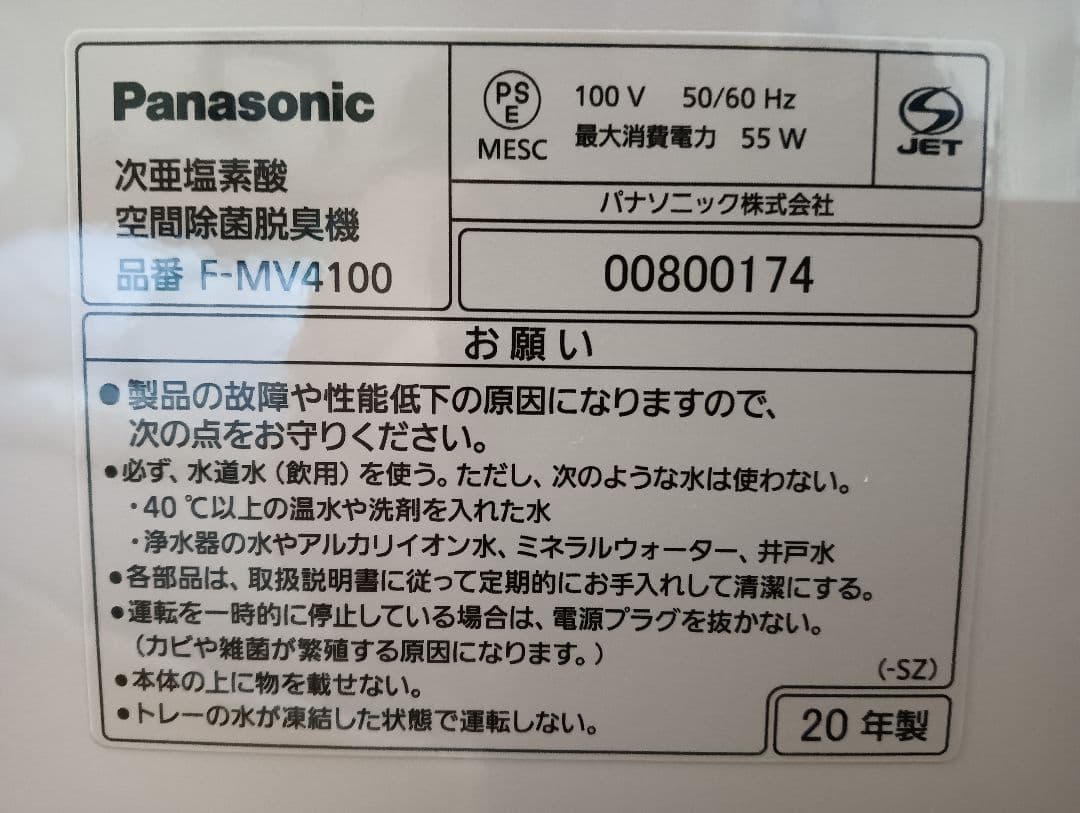 Panasonic
次亜塩素酸
空間除菌脱臭機
品番 F-MV4100
PS
E
MESC
100 V 50/60 Hz
最大消費電力 55 W
JET
パナソニック株式会社
00800174
お願い
●製品の故障や性能低下の原因になりますので、
次の点をお守りください。
●必ず、水道水（飲用）を使う。ただし、次のような水は使わない。
・40 ℃以上の温水や洗剤を入れた水
・浄水器の水やアルカリイオン水、ミネラルウォーター、井戸水
●各部品は、取扱説明書に従って定期的にお手入れして清潔にする。
●運転を一時的に停止している場合は、電源プラグを抜かない。
（カビや雑菌が繁殖する原因になります。）
●本体の上に物を載せない。
●トレーの水が凍結した状態で運転しない。
（-SZ）
20 年製